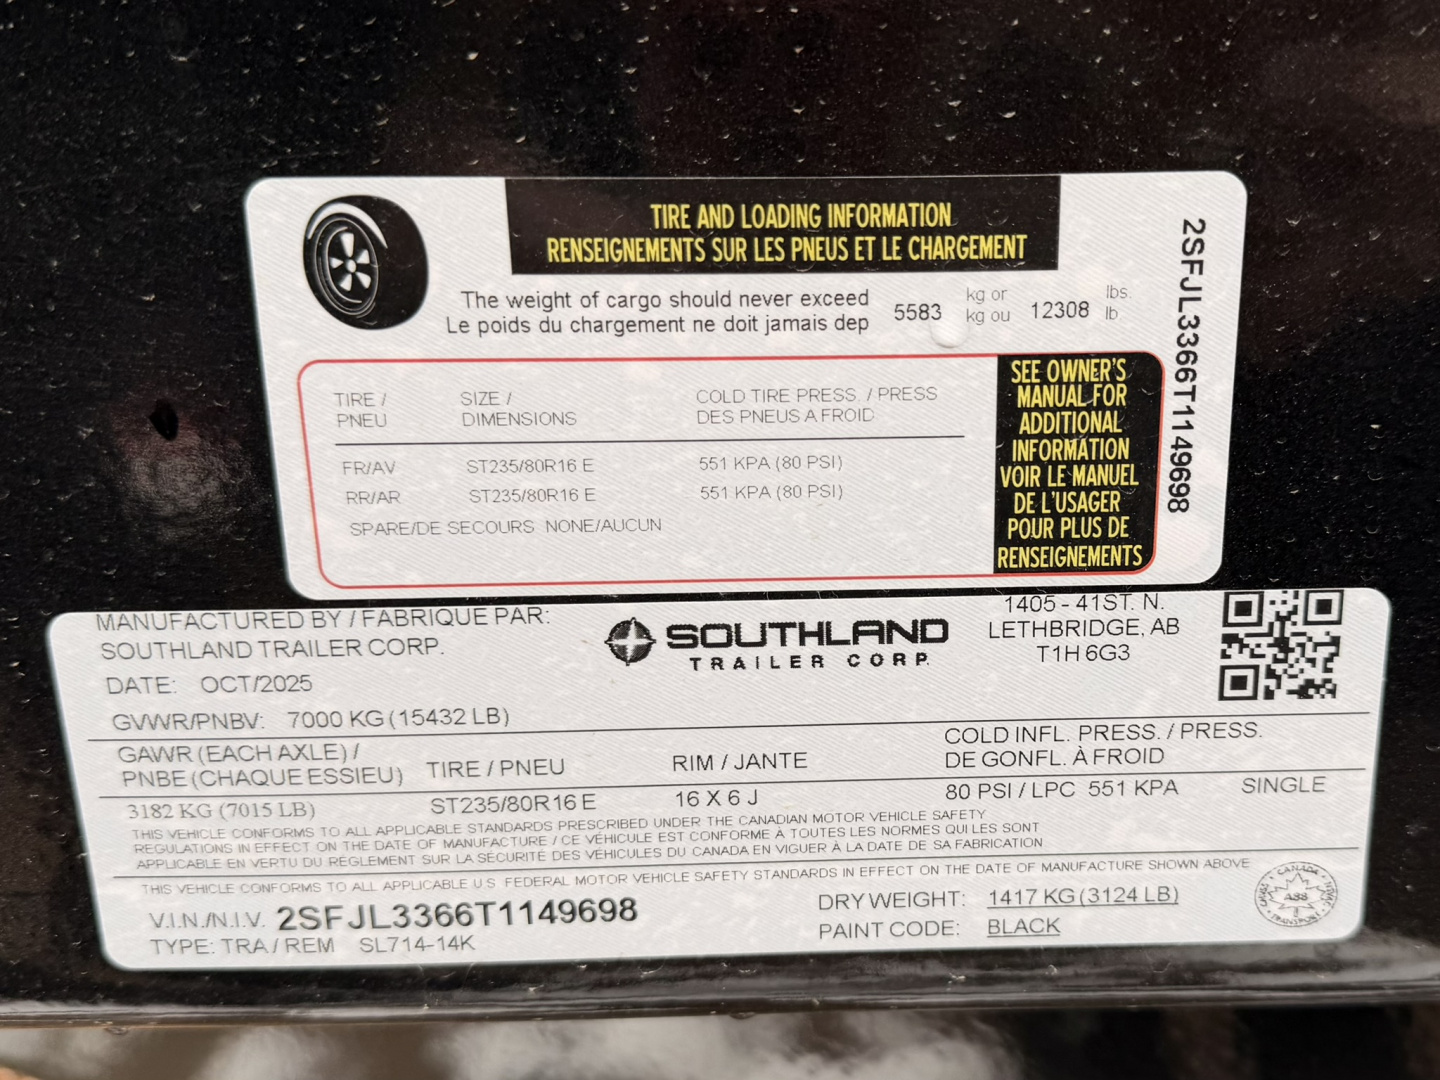 TIRE AND LOADING INFORMATION
RENSEIGNEMENTS SUR LES PNEUS ET LE CHARGEMENT
The weight of cargo should never exceed
Le poids du chargement ne doit jamais dep
5583 kg or 12308 lbs.
kg ou lb
2SFJL3366T1149698
TIRE / SIZE / COLD TIRE PRESS. / PRESS
PNEU DIMENSIONS DES PNEUS A FROID
FR/AV ST235/80R16 E 551 KPA (80 PSI)
RR/AR ST235/80R16 E 551 KPA (80 PSI)
SPARE/DE SECOURS NONE/AUCUN
SEE OWNER'S
MANUAL FOR
ADDITIONAL
INFORMATION
VOIR LE MANUEL
DE L'USAGER
POUR PLUS DE
RENSEIGNEMENTS
MANUFACTURED BY / FABRIQUE PAR:
SOUTHLAND TRAILER CORP.
DATE: OCT/2025
GVWR/PNBV: 7000 KG (15432 LB)
SOUTHLAND
TRAILER CORP.
1405 - 41ST. N.
LETHBRIDGE, AB
T1H 6G3
GAWR (EACH AXLE) /
PNBE (CHAQUE ESSIEU) TIRE / PNEU RIM / JANTE
COLD INFL. PRESS. / PRESS.
DE GONFL. À FROID
3182 KG (7015 LB) ST235/80R16 E 16 X 6 J 80 PSI / LPC 551 KPA SINGLE
THIS VEHICLE CONFORMS TO ALL APPLICABLE STANDARDS PRESCRIBED UNDER THE CANADIAN MOTOR VEHICLE SAFETY
REGULATIONS IN EFFECT ON THE DATE OF MANUFACTURE / CE VÉHICULE EST CONFORME À TOUTES LES NORMES QUI LES SONT
APPLICABLE EN VERTU DU RÈGLEMENT SUR LA SÉCURITÉ DES VÉHICULES DU CANADA EN VIGUER À LA DATE DE SA FABRICATION
THIS VEHICLE CONFORMS TO ALL APPLICABLE U.S FEDERAL MOTOR VEHICLE SAFETY STANDARDS IN EFFECT ON THE DATE OF MANUFACTURE SHOWN ABOVE
V.I.N./N.I.V. 2SFJL3366T1149698
TYPE: TRA / REM SL714-14K
DRY WEIGHT: 1417 KG (3124 LB)
PAINT CODE: BLACK
CANADA
TRANSPORT